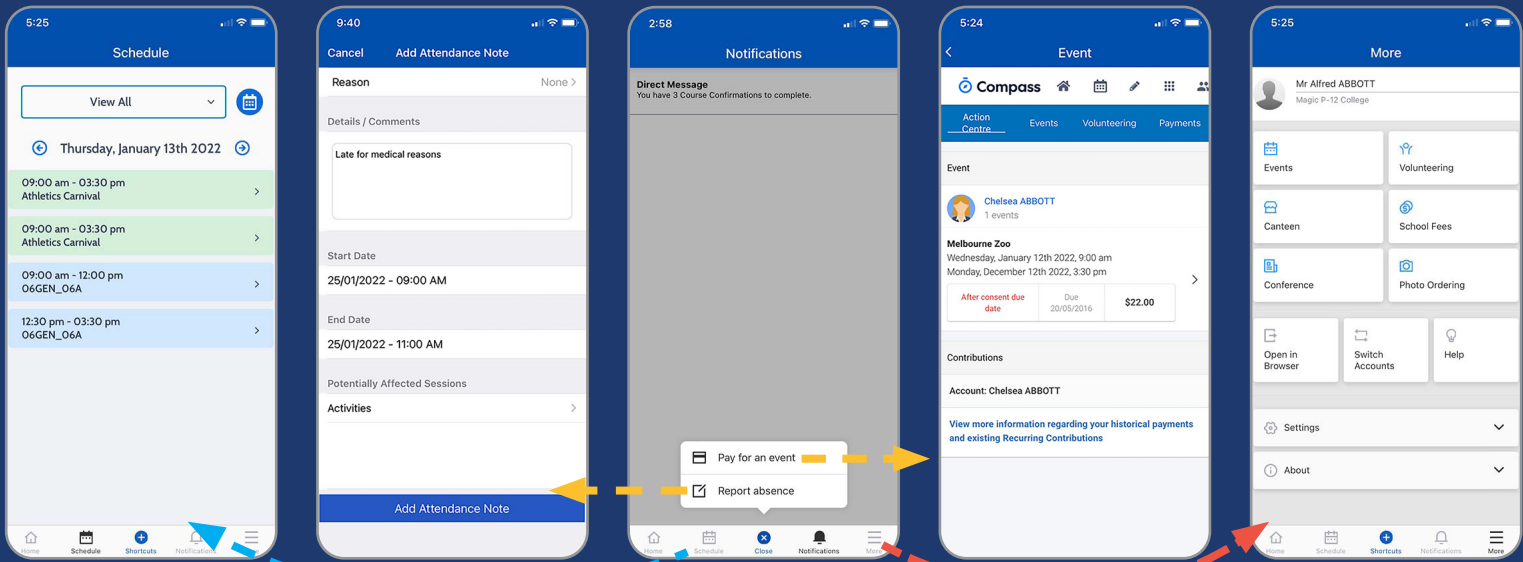 5:25
Schedule
View All
Thursday, January 13th 2022
09:00 am - 03:30 pm
Athletics Carnival
09:00 am - 03:30 pm
Athletics Carnival
09:00 am - 12:00 pm
06GEN_06A
12:30 pm - 03:30 pm
06GEN_06A
Home
Schedule
Shortcuts
Notifications
9:40
Cancel
Add Attendance Note
Reason
None
Details / Comments
Late for medical reasons
Start Date
25/01/2022 - 09:00 AM
End Date
25/01/2022 - 11:00 AM
Potentially Affected Sessions
Activities
Add Attendance Note
2:58
Notifications
Direct Message
You have 3 Course Confirmations to complete.
Pay for an event
Report absence
Home
Schedule
Close
Notifications
More
5:24
Event
Compass
Action
Centre
Events
Volunteering
Payments
Event
Chelsea ABBOTT
1 events
Melbourne Zoo
Wednesday, January 12th 2022, 9:00 am
Monday, December 12th 2022, 3:30 pm
After consent due
date
Due
20/05/2016
$22.00
Contributions
Account: Chelsea ABBOTT
View more information regarding your historical payments
and existing Recurring Contributions
5:25
More
Mr Alfred ABBOTT
Magic P-12 College
Events
Volunteering
Canteen
School Fees
Conference
Photo Ordering
Open in
Browser
Switch
Accounts
Help
Settings
About
Home
Schedule
Shortcuts
Notifications
More